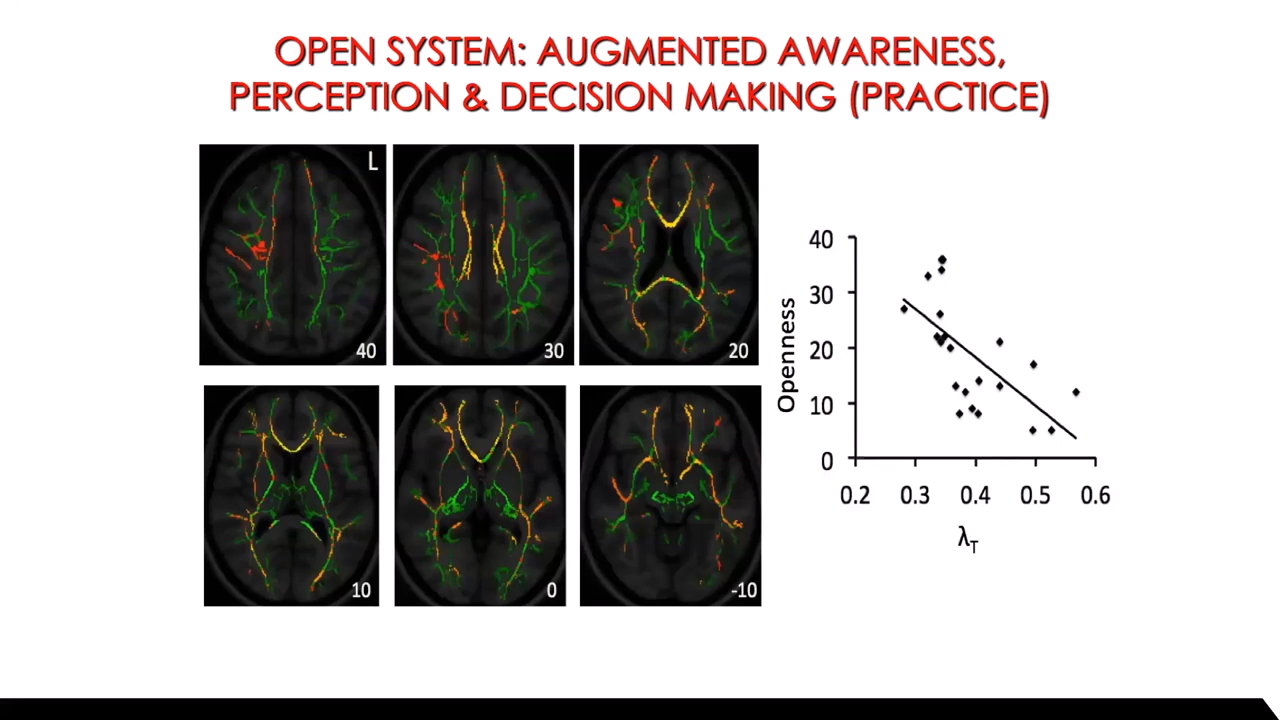 OPEN SYSTEM: AUGMENTED AWARENESS,
PERCEPTION & DECISION MAKING (PRACTICE)
L
40
30
20
10
0
-10
Openness
40
30
20
10
0
0.2 0.3 0.4 0.5 0.6
λT